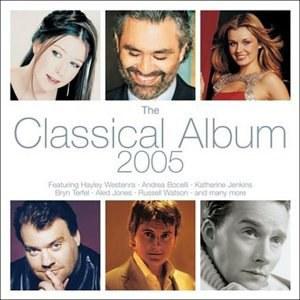 The
Classical Album
2005
Featuring Hayley Westenra • Andrea Bocelli • Katherine Jenkins
Bryn Terfel • Aled Jones • Russell Watson • and many more